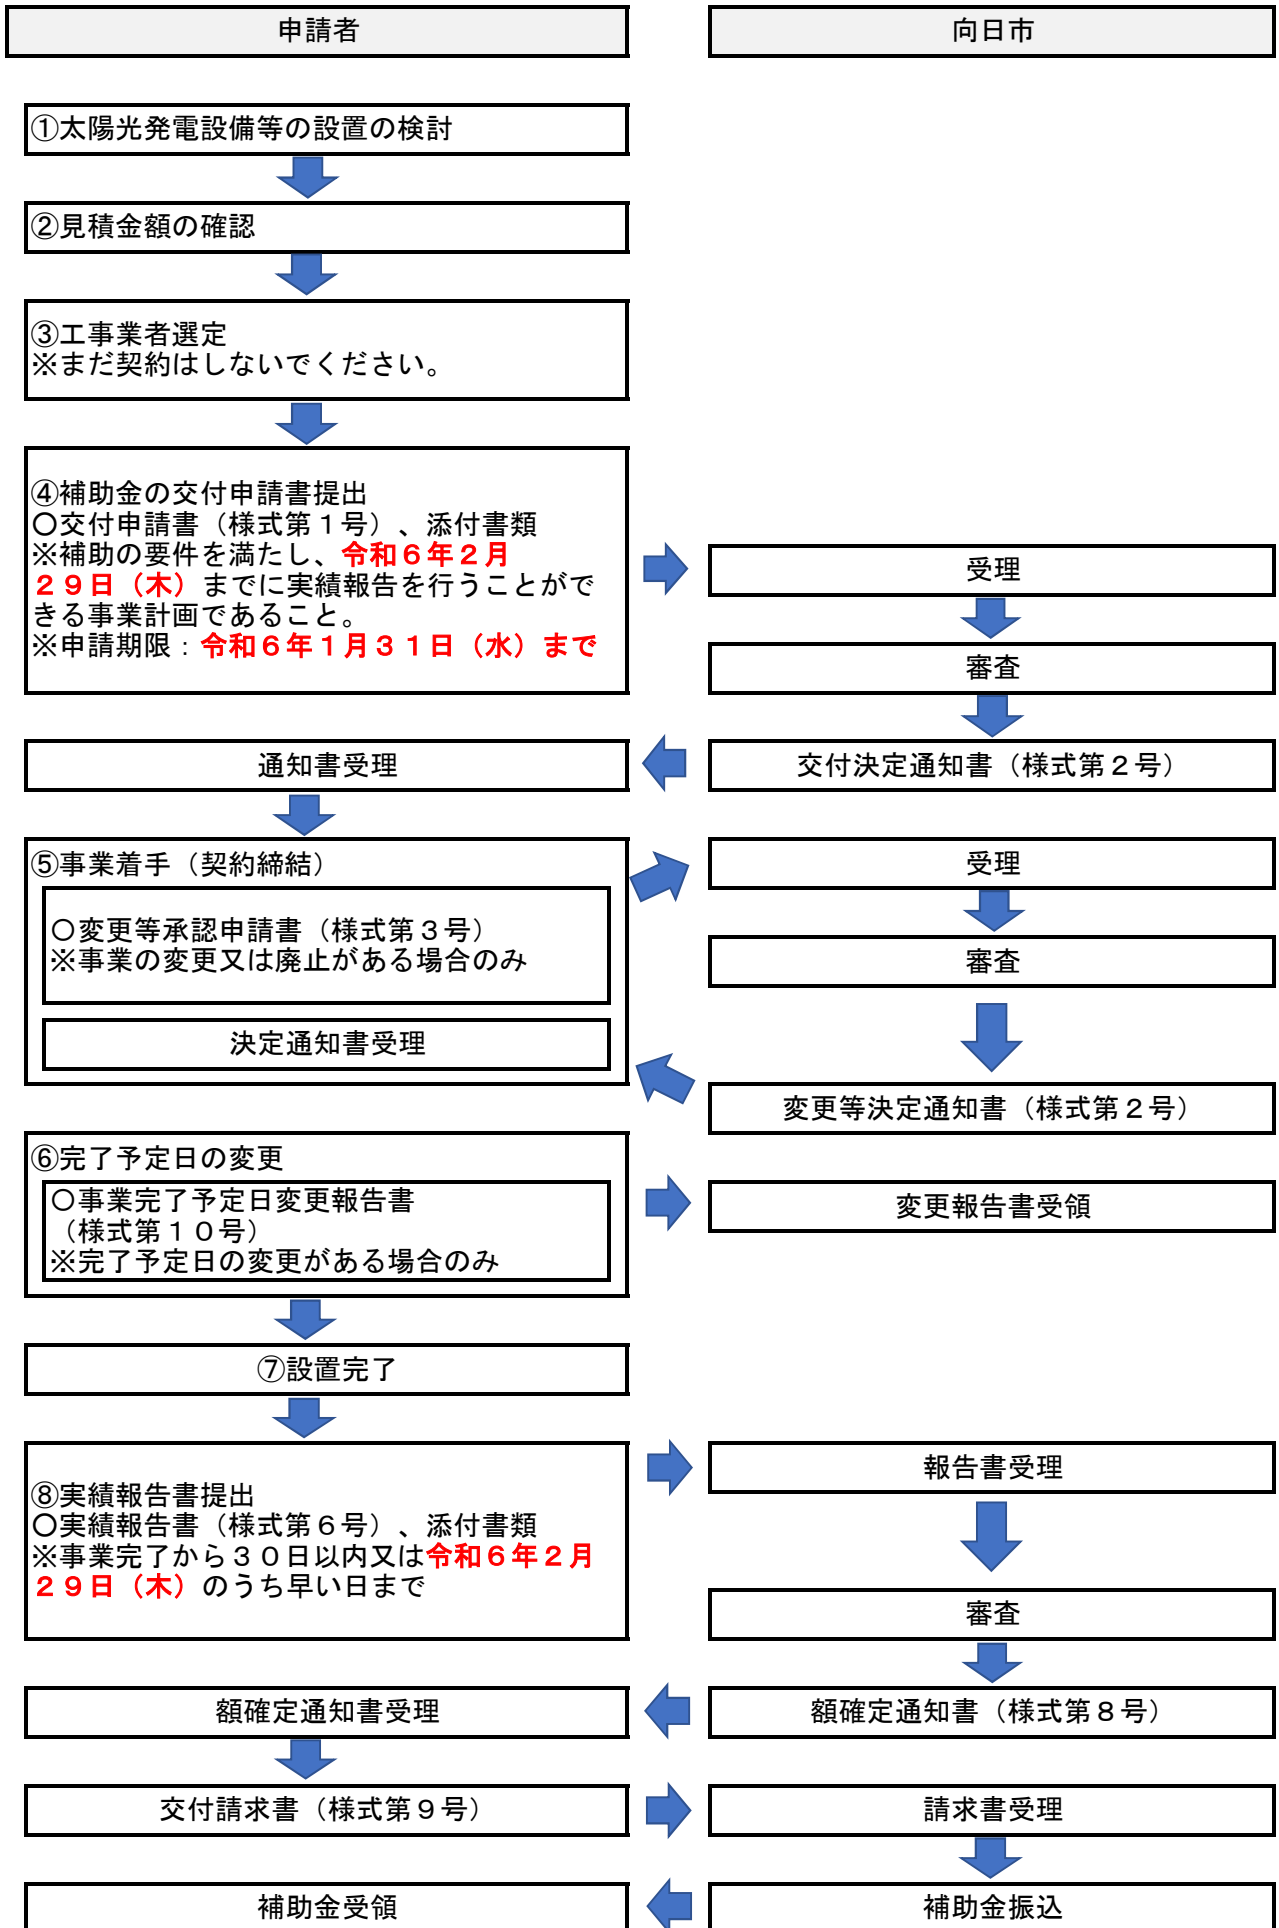 申請者
向日市
①太陽光発電設備等の設置の検討
②見積金額の確認
③工事業者選定
※まだ契約はしないでください。
④補助金の交付申請書提出
〇交付申請書（様式第１号）、添付書類
※補助の要件を満たし、令和６年２月
２９日（木）までに実績報告を行うことがで
きる事業計画であること。
※申請期限：令和６年１月３１日（水）まで
受理
審査
通知書受理
交付決定通知書（様式第２号）
⑤事業着手（契約締結）
〇変更等承認申請書（様式第３号）
※事業の変更又は廃止がある場合のみ
決定通知書受理
受理
審査
変更等決定通知書（様式第２号）
⑥完了予定日の変更
〇事業完了予定日変更報告書
（様式第１０号）
※完了予定日の変更がある場合のみ
変更報告書受領
⑦設置完了
⑧実績報告書提出
〇実績報告書（様式第６号）、添付書類
※事業完了から３０日以内又は令和６年２月
２９日（木）のうち早い日まで
報告書受理
審査
額確定通知書受理
額確定通知書（様式第８号）
交付請求書（様式第９号）
請求書受理
補助金受領
補助金振込